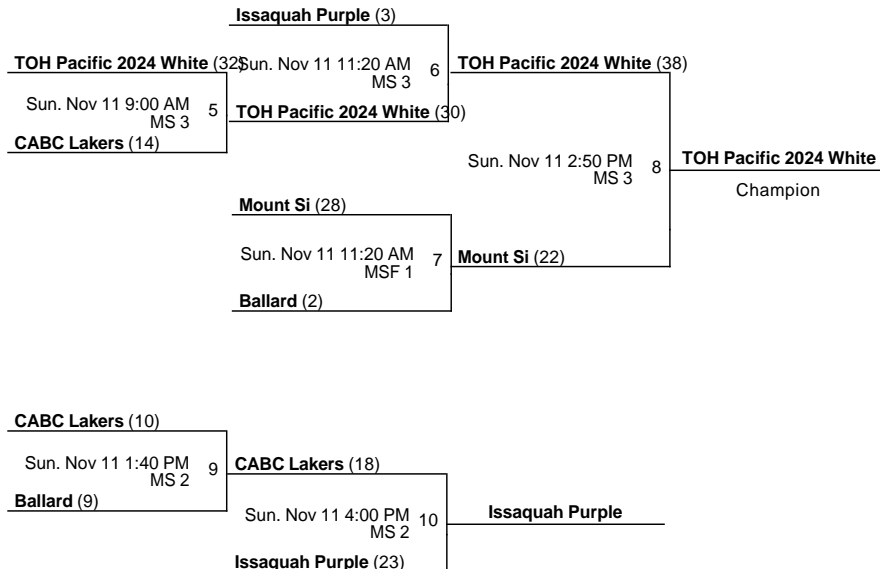 Issaquah Purple (3)
TOH Pacific 2024 White (32)
Sun. Nov 11 11:20 AM
MS 3
6
TOH Pacific 2024 White (38)
Sun. Nov 11 9:00 AM
MS 3
5
TOH Pacific 2024 White (30)
CABC Lakers (14)
Sun. Nov 11 2:50 PM
MS 3
8
TOH Pacific 2024 White
Champion
Mount Si (28)
Sun. Nov 11 11:20 AM
MSF 1
7
Mount Si (22)
Ballard (2)
CABC Lakers (10)
Sun. Nov 11 1:40 PM
MS 2
9
CABC Lakers (18)
Ballard (9)
Sun. Nov 11 4:00 PM
MS 2
10
Issaquah Purple
Issaquah Purple (23)